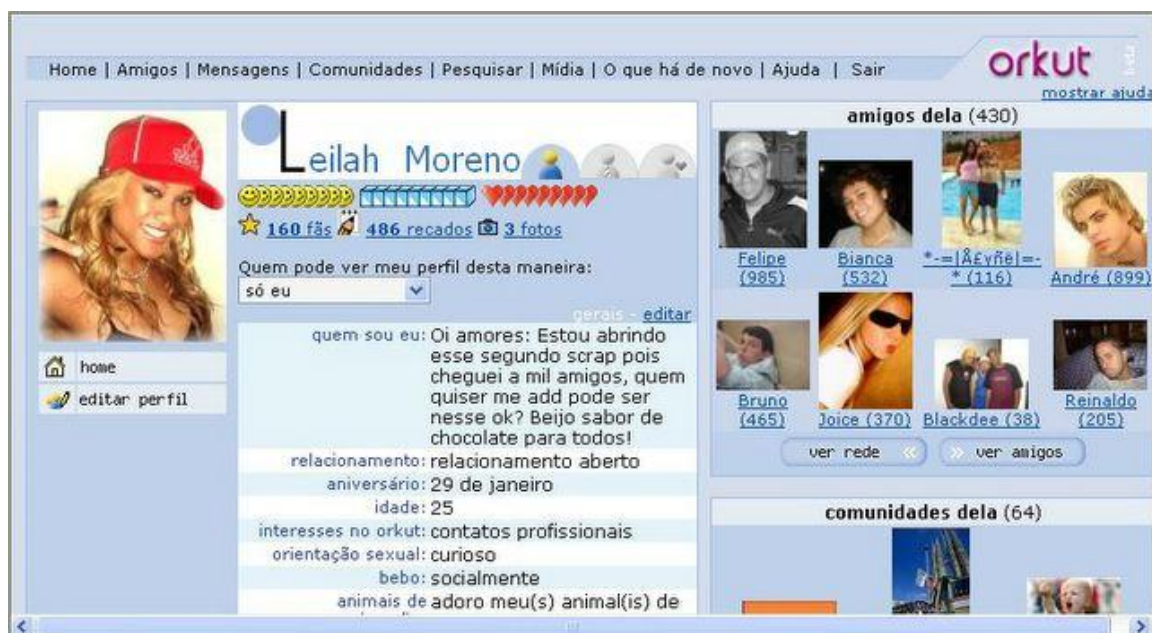 Home | Amigos | Mensagens | Comunidades | Pesquisar | Mídia | O que há de novo | Ajuda | Sair
orkut
beta
mostrar ajuda
Leilah Moreno
160 fãs 486 recados 3 fotos
Quem pode ver meu perfil desta maneira:
só eu
gerais - editar
home
editar perfil
quem sou eu: Oi amores: Estou abrindo
esse segundo scrap pois
cheguei a mil amigos, quem
quiser me add pode ser
nesse ok? Beijo sabor de
chocolate para todos!
relacionamento: relacionamento aberto
aniversário: 29 de janeiro
idade: 25
interesses no orkut: contatos profissionais
orientação sexual: curioso
bebo: socialmente
animais de adoro meu(s) animal(is) de
amigos dela (430)
Felipe
(985)
Bianca
(532)
*-=|Å£yñë|=-
* (116)
André (899)
Bruno
(465)
Joice (370)
Blackdee (38)
Reinaldo
(205)
ver rede
ver amigos
comunidades dela (64)